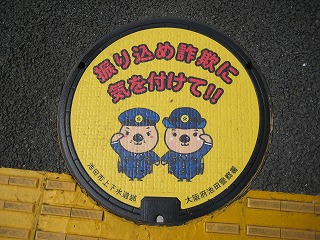 振り込め詐欺に
気を付けて!!
池田市上下水道部
大阪府池田警察署